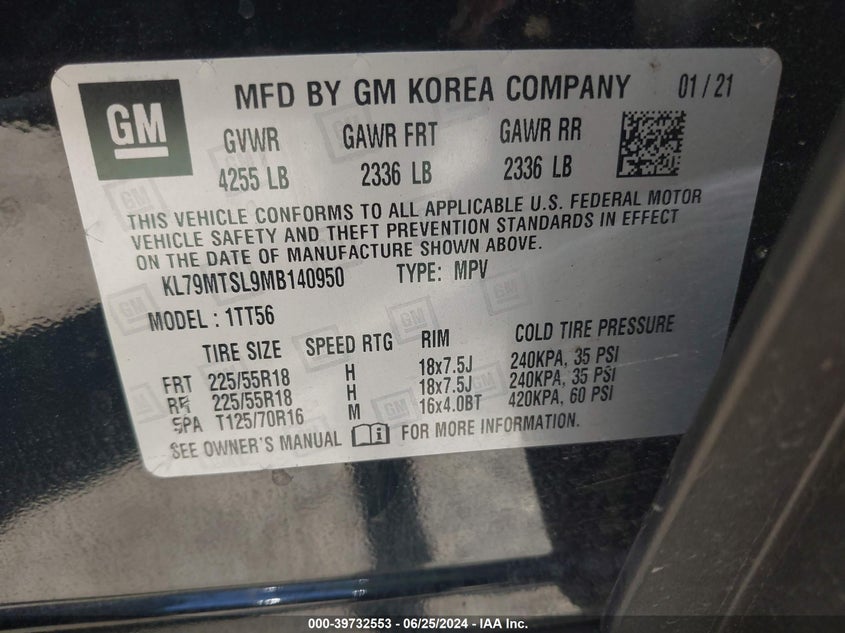 GM MFD BY GM KOREA COMPANY 01/21
GVWR GAWR FRT GAWR RR
4255 LB 2336 LB 2336 LB
THIS VEHICLE CONFORMS TO ALL APPLICABLE U.S. FEDERAL MOTOR
VEHICLE SAFETY AND THEFT PREVENTION STANDARDS IN EFFECT
ON THE DATE OF MANUFACTURE SHOWN ABOVE.
KL79MTSL9MB140950 TYPE: MPV
MODEL : 1TT56
TIRE SIZE SPEED RTG RIM COLD TIRE PRESSURE
FRT 225/55R18 H 18x7.5J 240KPA, 35 PSI
RR 225/55R18 H 18x7.5J 240KPA, 35 PSI
SPA T125/70R16 M 16x4.0BT 420KPA, 60 PSI
SEE OWNER'S MANUAL FOR MORE INFORMATION.
000-39732553 - 06/25/2024 - IAA Inc.